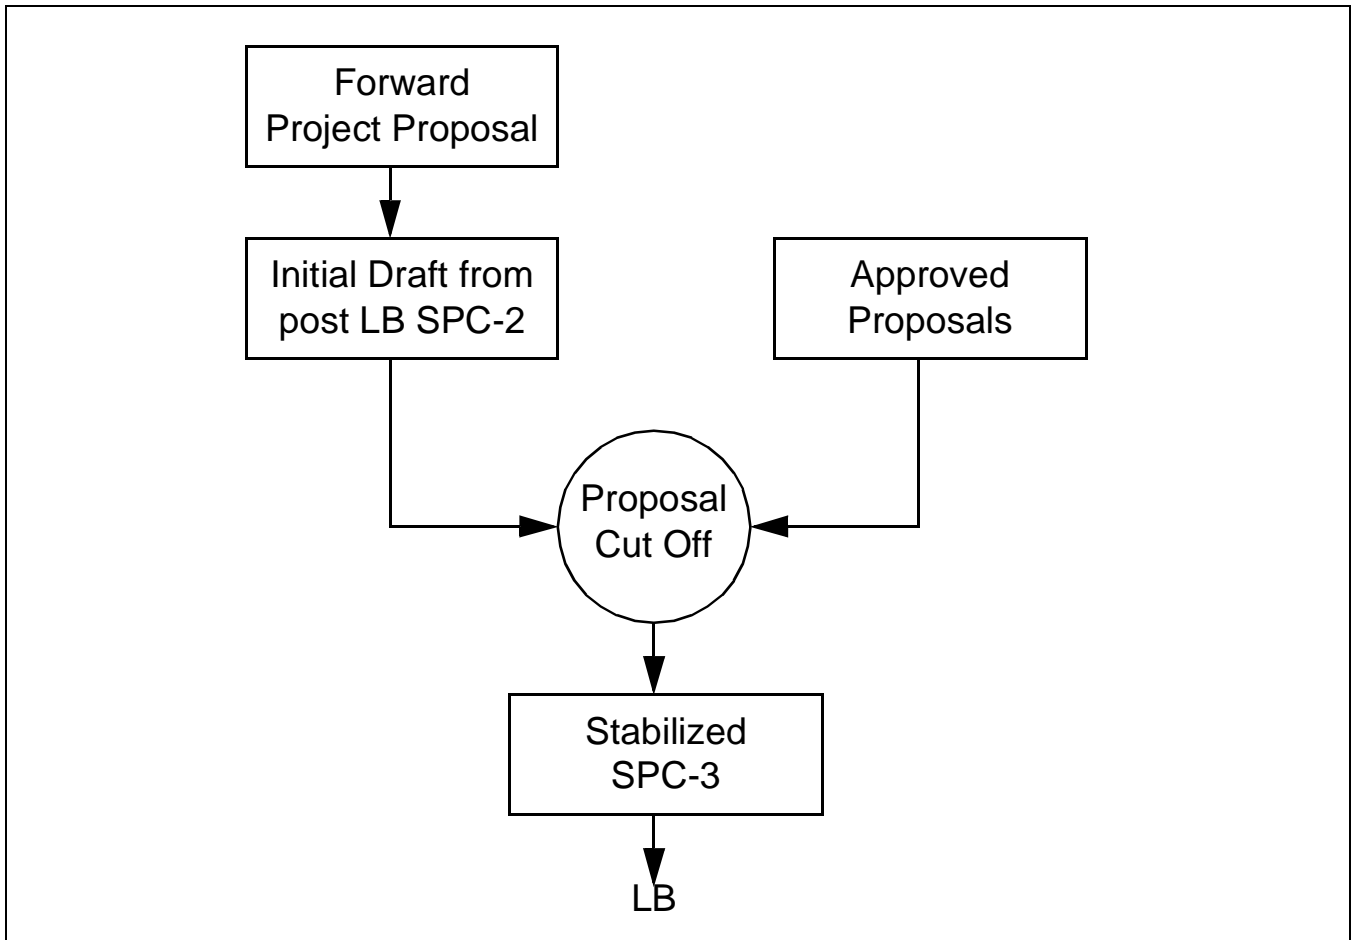 Forward
Project Proposal
Initial Draft from
post LB SPC-2
Approved
Proposals
Proposal
Cut Off
Stabilized
SPC-3
LB